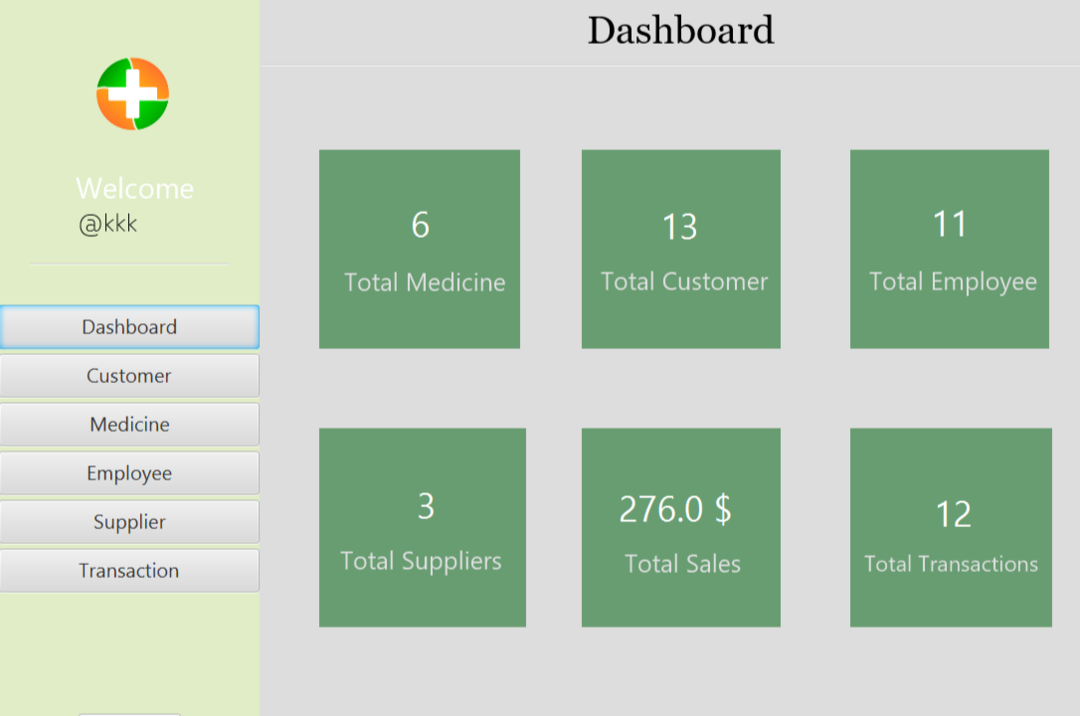 Dashboard
Welcome
@kkk
Dashboard
Customer
Medicine
Employee
Supplier
Transaction
6
Total Medicine
13
Total Customer
11
Total Employee
3
Total Suppliers
276.0 $
Total Sales
12
Total Transactions